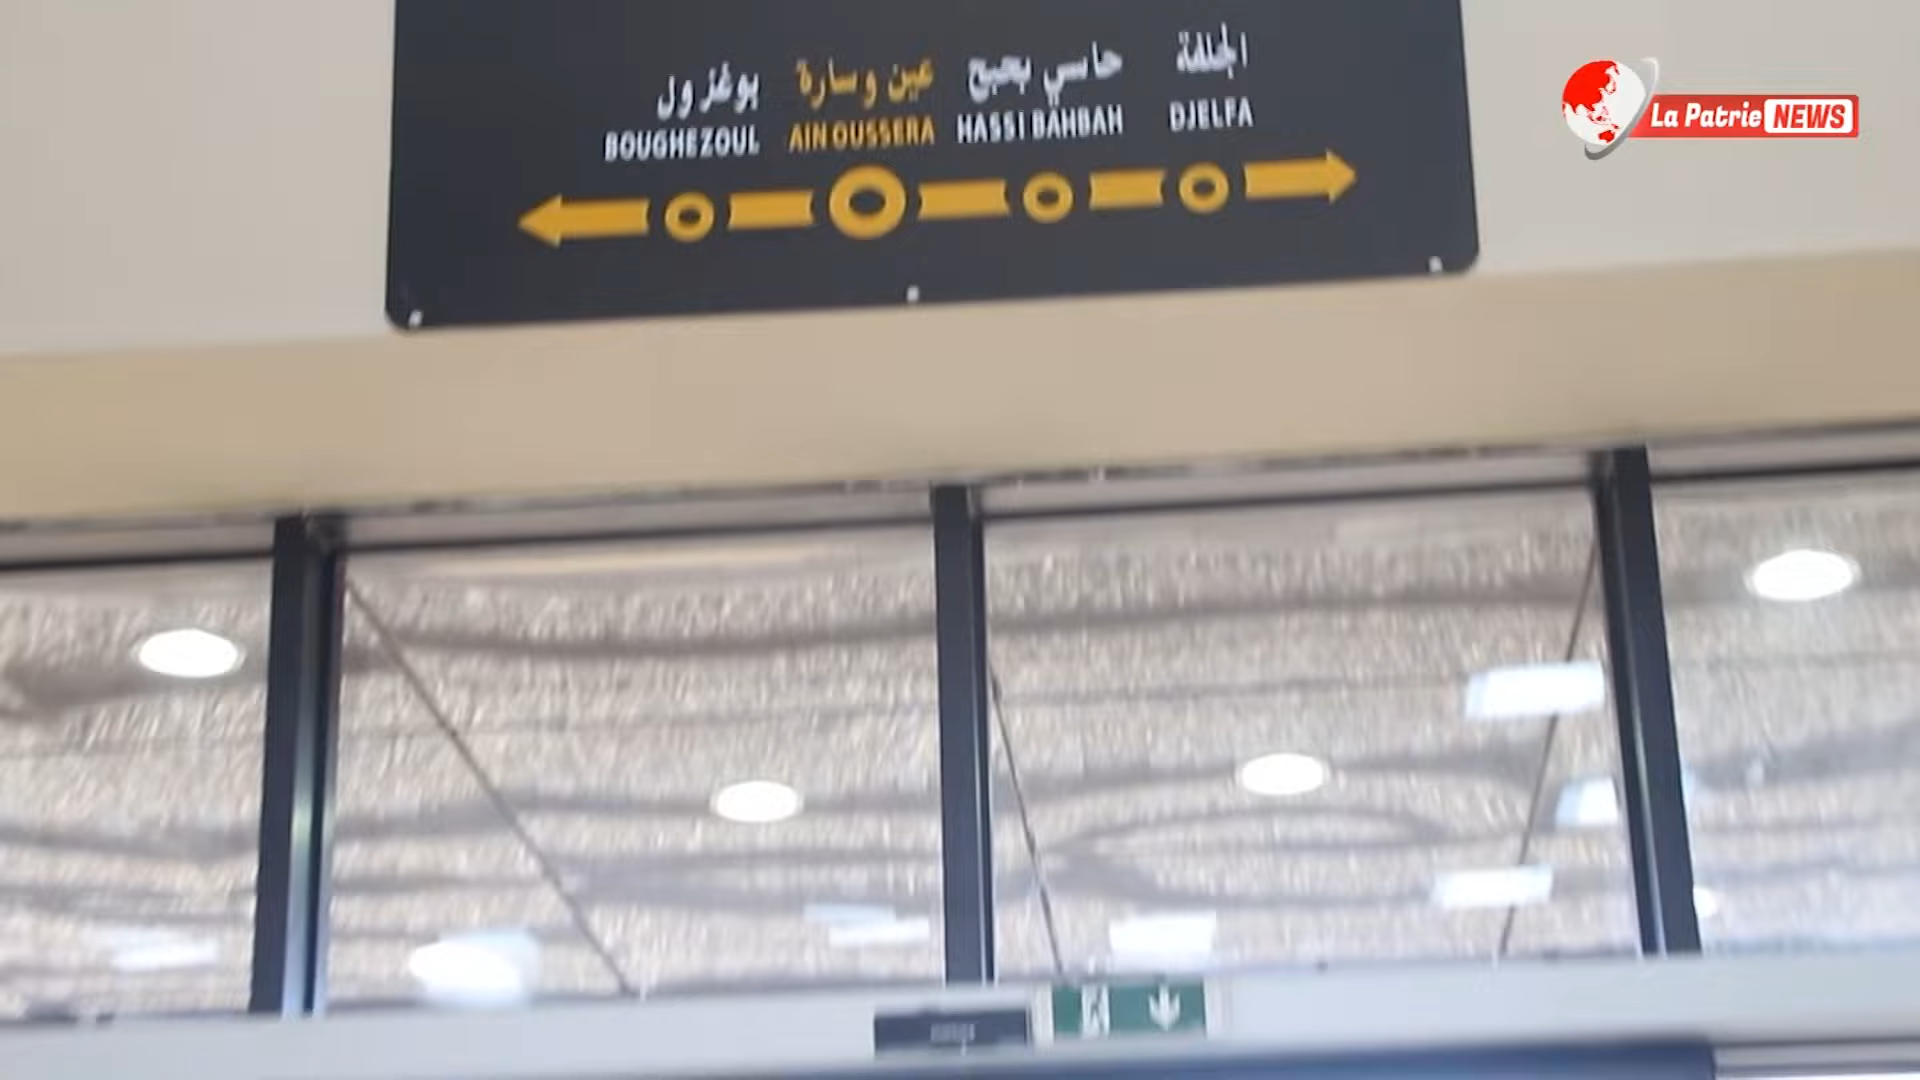 بوغزول
عين وسارة
حاسي بحبح
الجلفة
BOUGHEZOUL
AIN OUSSERA
HASSI BAHBAH
DJELFA
La Patrie NEWS